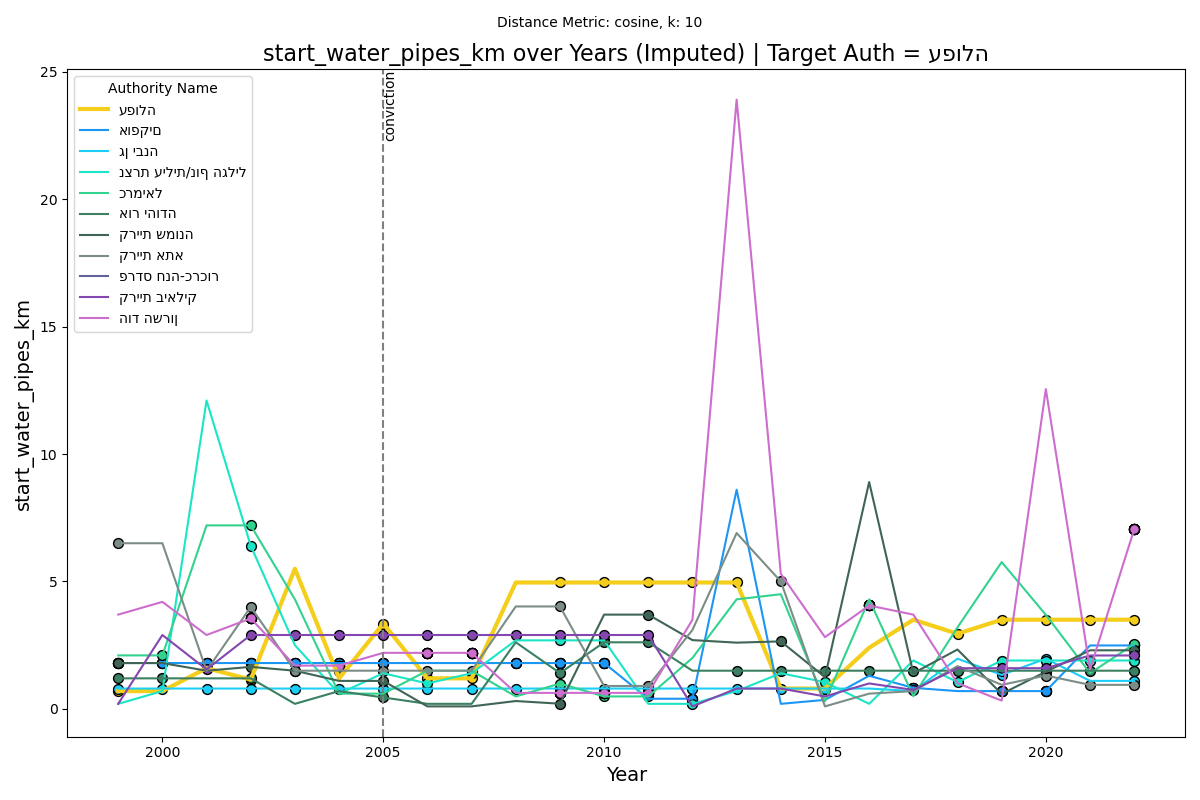 Distance Metric: cosine, k: 10
start_water_pipes_km over Years (Imputed) | Target Auth = עפולה
25
20
15
10
5
0
start_water_pipes_km
conviction
Authority Name
עפולה
אופקים
גן יבנה
נצרת עילית/נוף הגליל
כרמיאל
אור יהודה
קריית שמונה
קריית אתא
פרדס חנה-כרכור
קריית ביאליק
הוד השרון
2000
2005
2010
2015
2020
Year